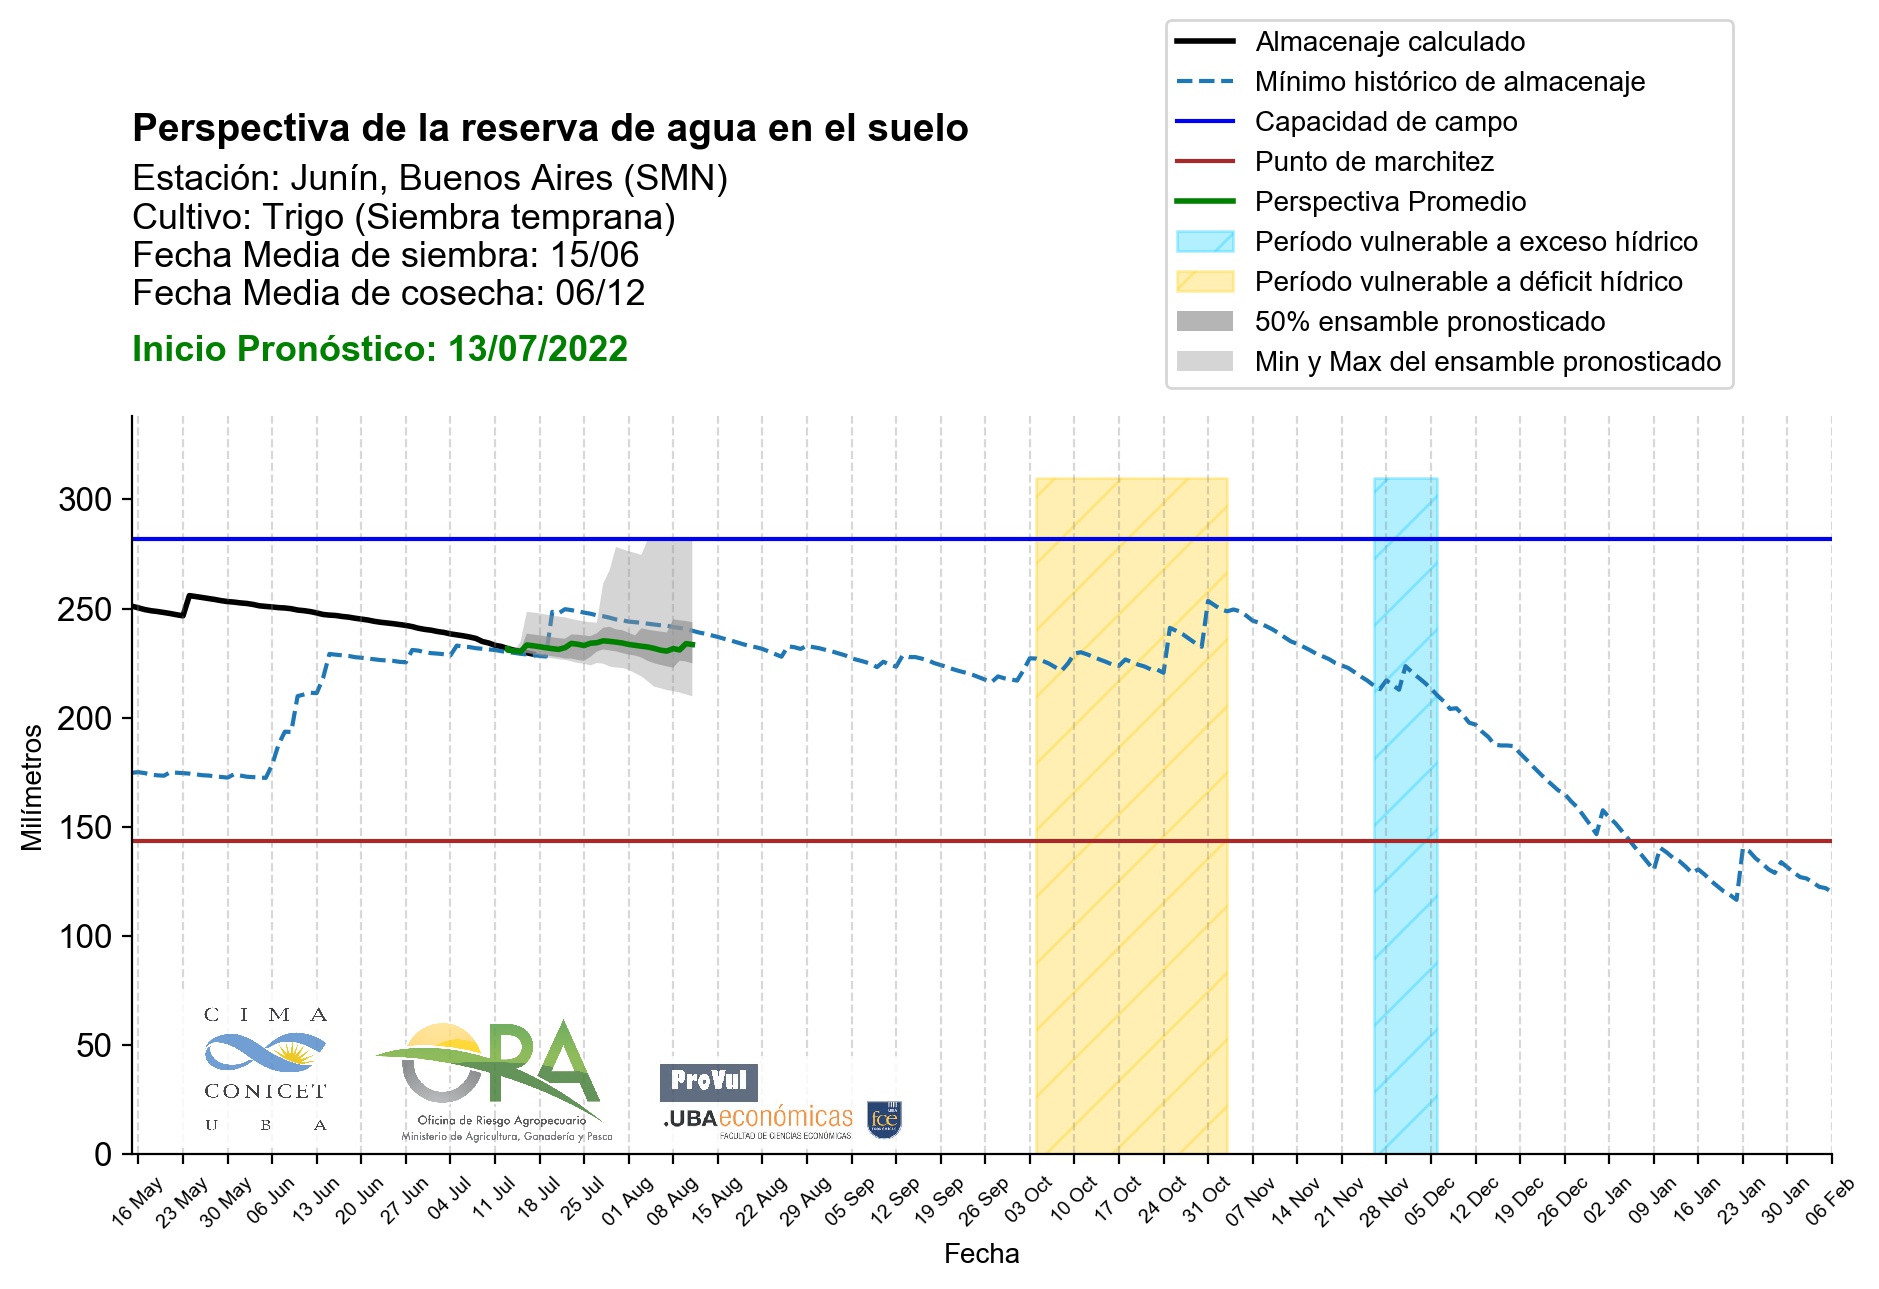 Almacenaje calculado
Mínimo histórico de almacenaje
Capacidad de campo
Punto de marchitez
Perspectiva Promedio
Período vulnerable a exceso hídrico
Período vulnerable a déficit hídrico
50% ensamble pronosticado
Min y Max del ensamble pronosticado
Perspectiva de la reserva de agua en el suelo
Estación: Junín, Buenos Aires (SMN)
Cultivo: Trigo (Siembra temprana)
Fecha Media de siembra: 15/06
Fecha Media de cosecha: 06/12
Inicio Pronóstico: 13/07/2022
Milímetros
300
250
200
150
100
50
0
CIMA
CONICET
UBA
ORA
Oficina de Riesgo Agropecuario
Ministerio de Agricultura, Ganadería y Pesca
ProVul
.UBAeconómicas
FACULTAD DE CIENCIAS ECONÓMICAS
fce
16 May
23 May
30 May
06 Jun
13 Jun
20 Jun
27 Jun
04 Jul
11 Jul
18 Jul
25 Jul
01 Aug
08 Aug
15 Aug
22 Aug
29 Aug
05 Sep
12 Sep
19 Sep
26 Sep
03 Oct
10 Oct
17 Oct
24 Oct
31 Oct
07 Nov
14 Nov
21 Nov
28 Nov
05 Dec
12 Dec
19 Dec
26 Dec
02 Jan
09 Jan
16 Jan
23 Jan
30 Jan
06 Feb
Fecha